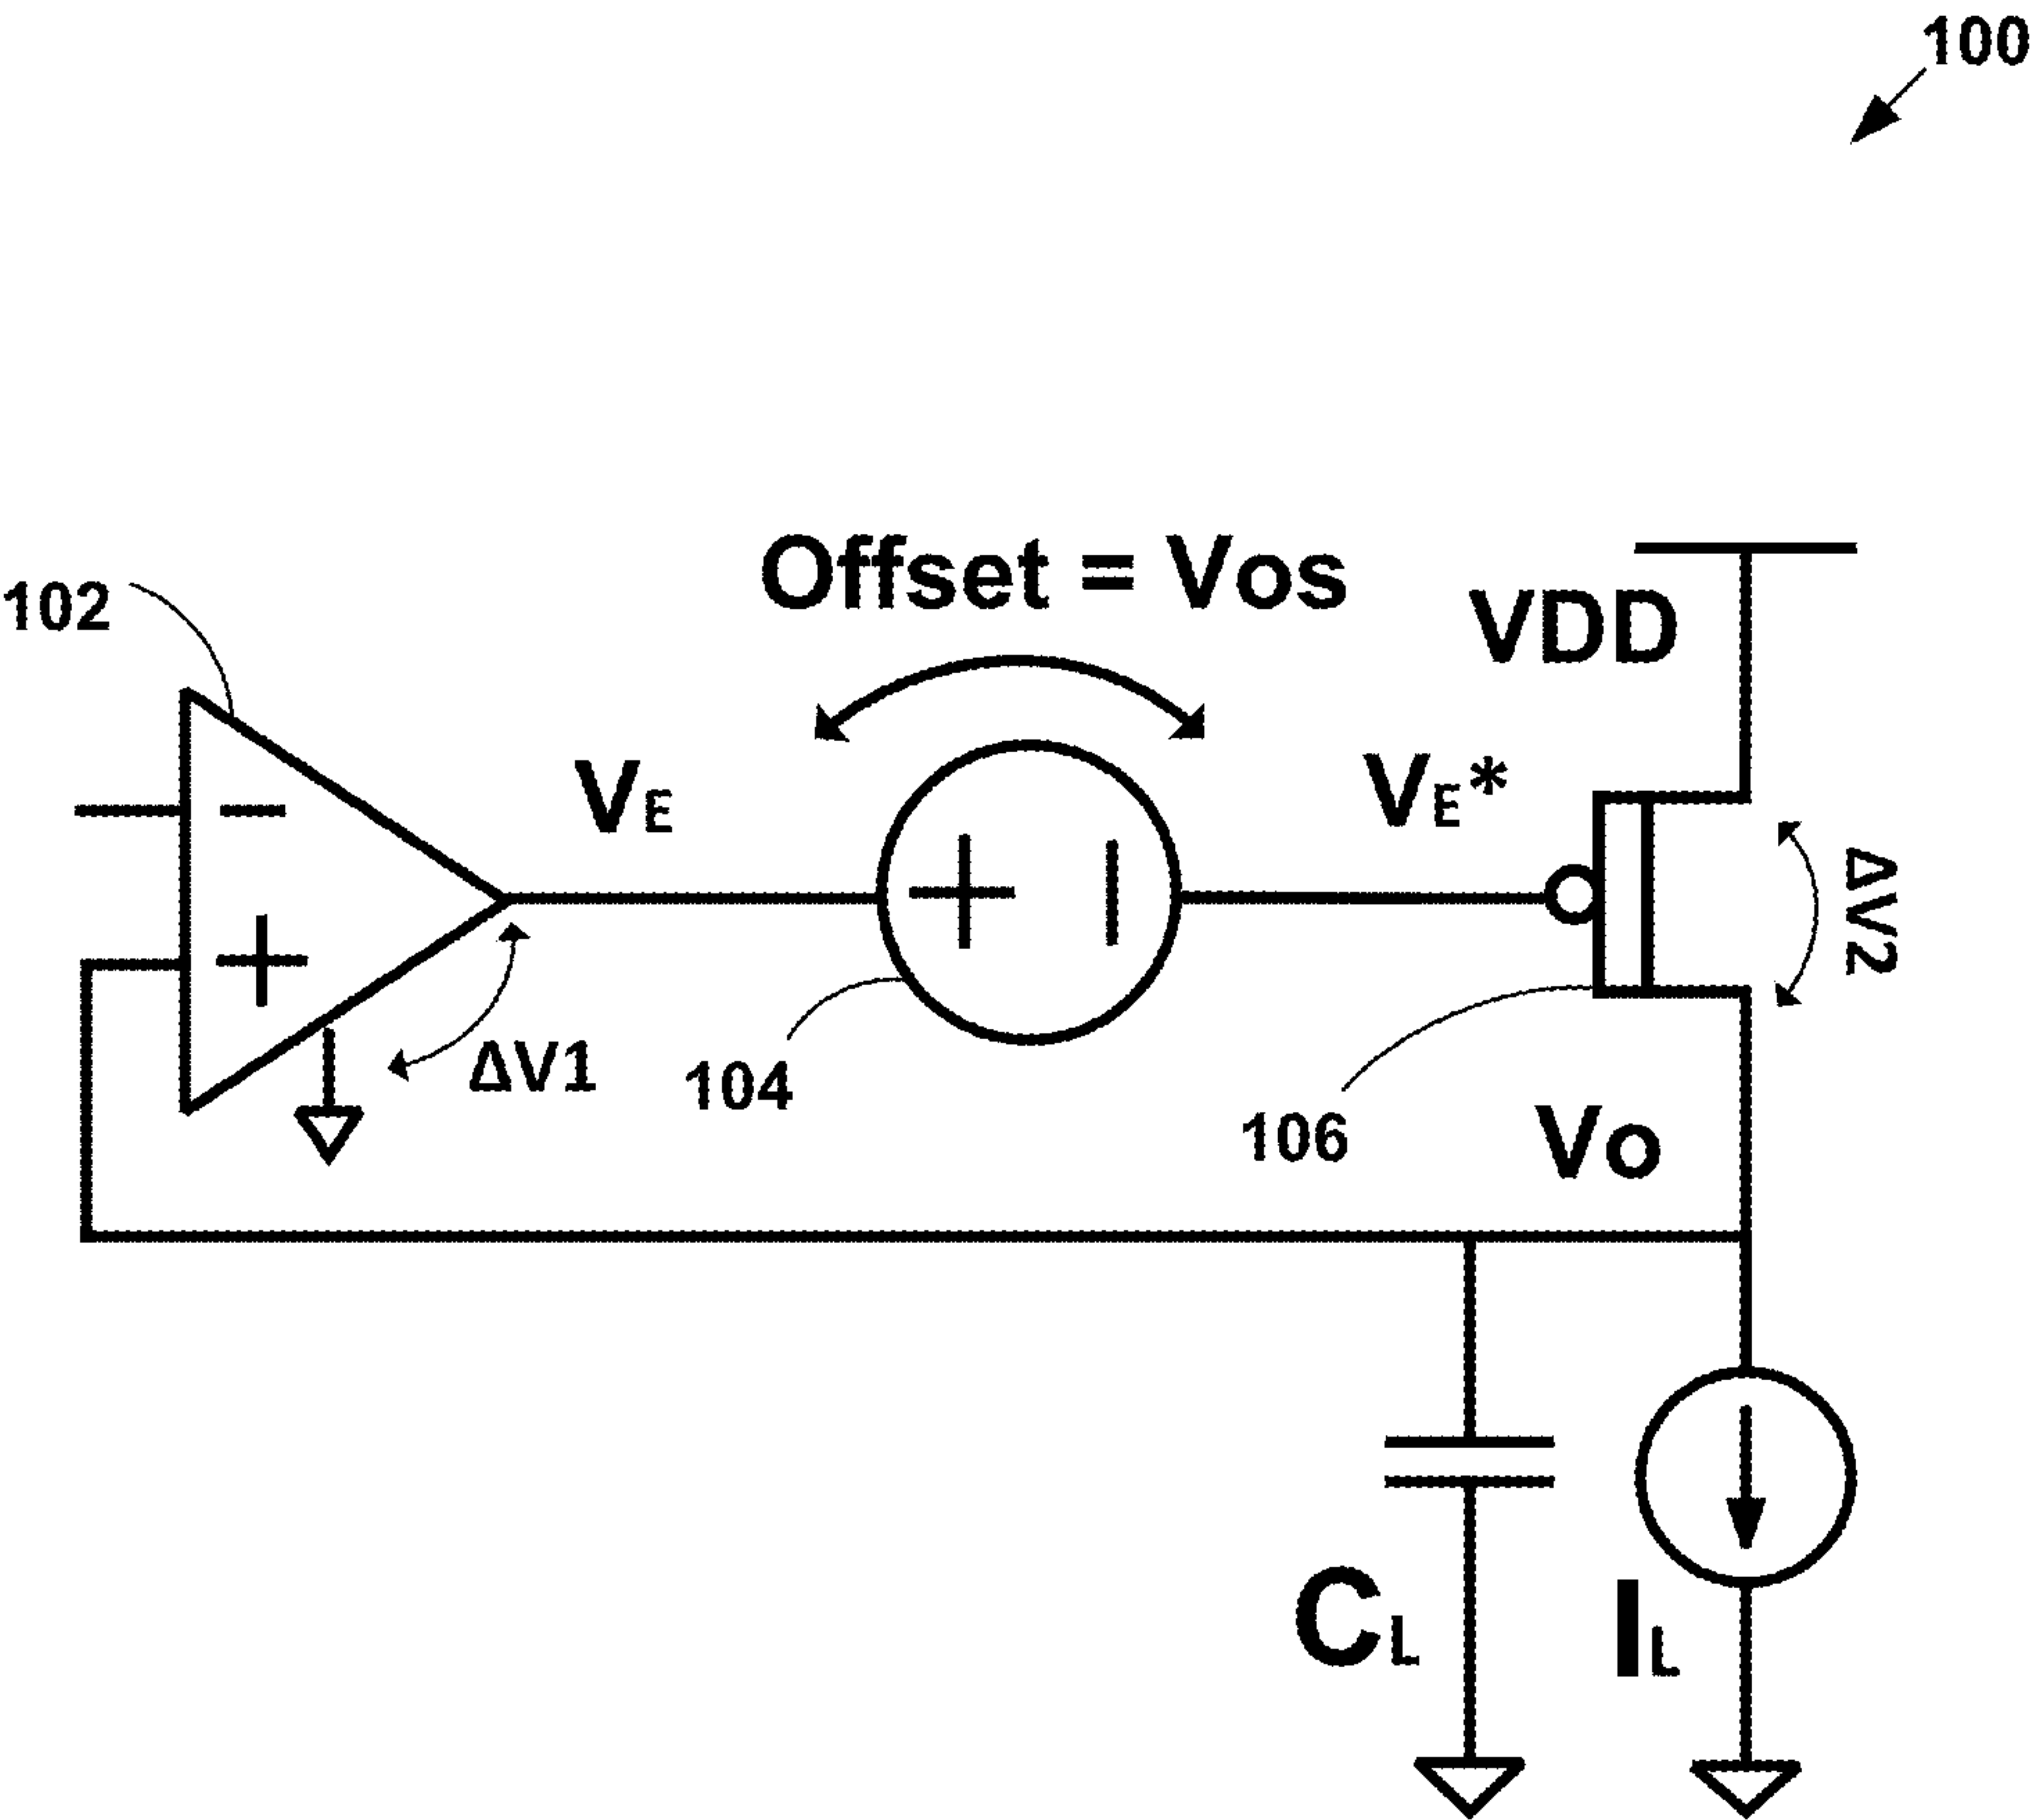 100
Offset = Vos
VDD
102
VE
VE*
−
+
+ −
ΔV2
ΔV1
104
106
Vo
CL
IL